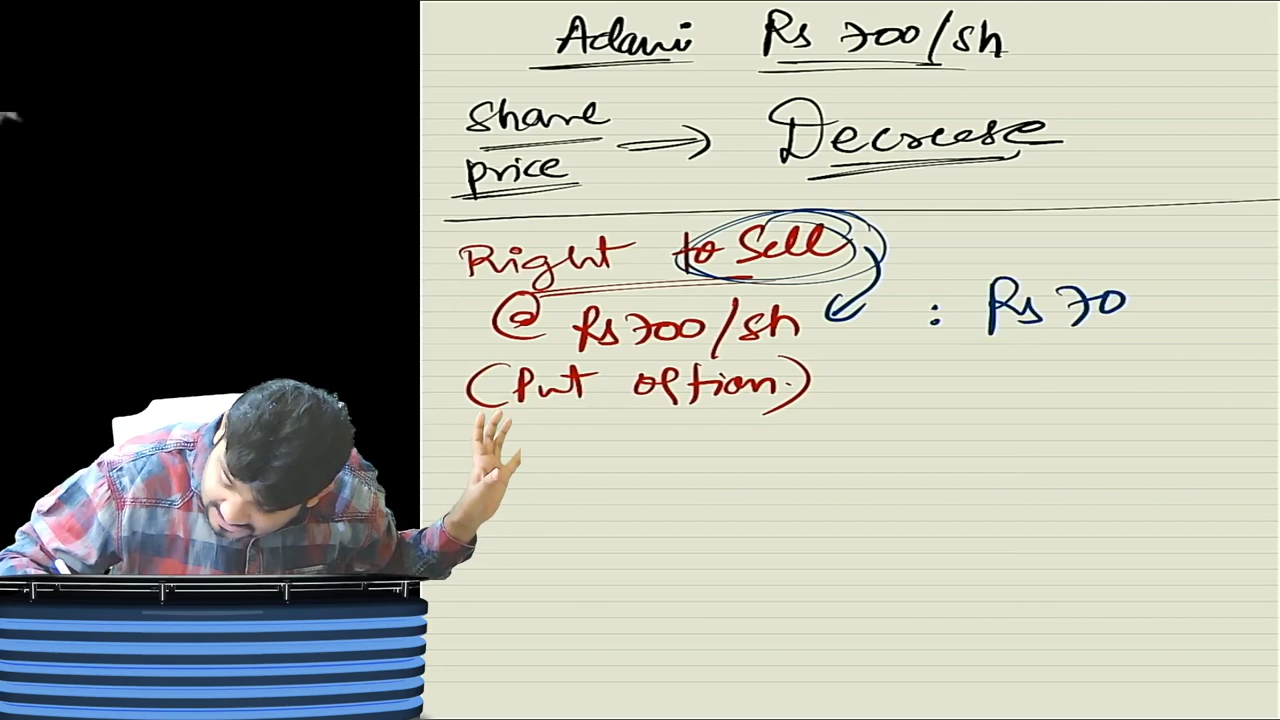 Adani Rs 700/sh
Share
price ⇒ Decrease
Right to Sell
@ Rs 700/sh : Rs 70
(Put option.)